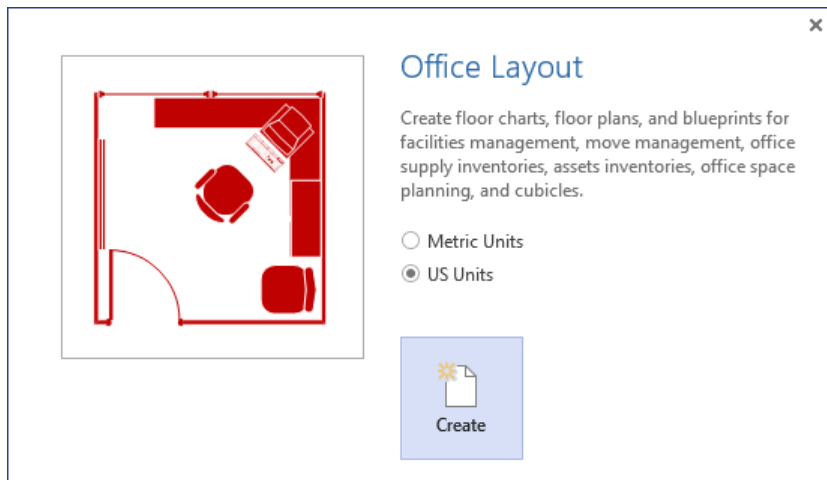 Office Layout
Create floor charts, floor plans, and blueprints for
facilities management, move management, office
supply inventories, assets inventories, office space
planning, and cubicles.
Metric Units
US Units
Create